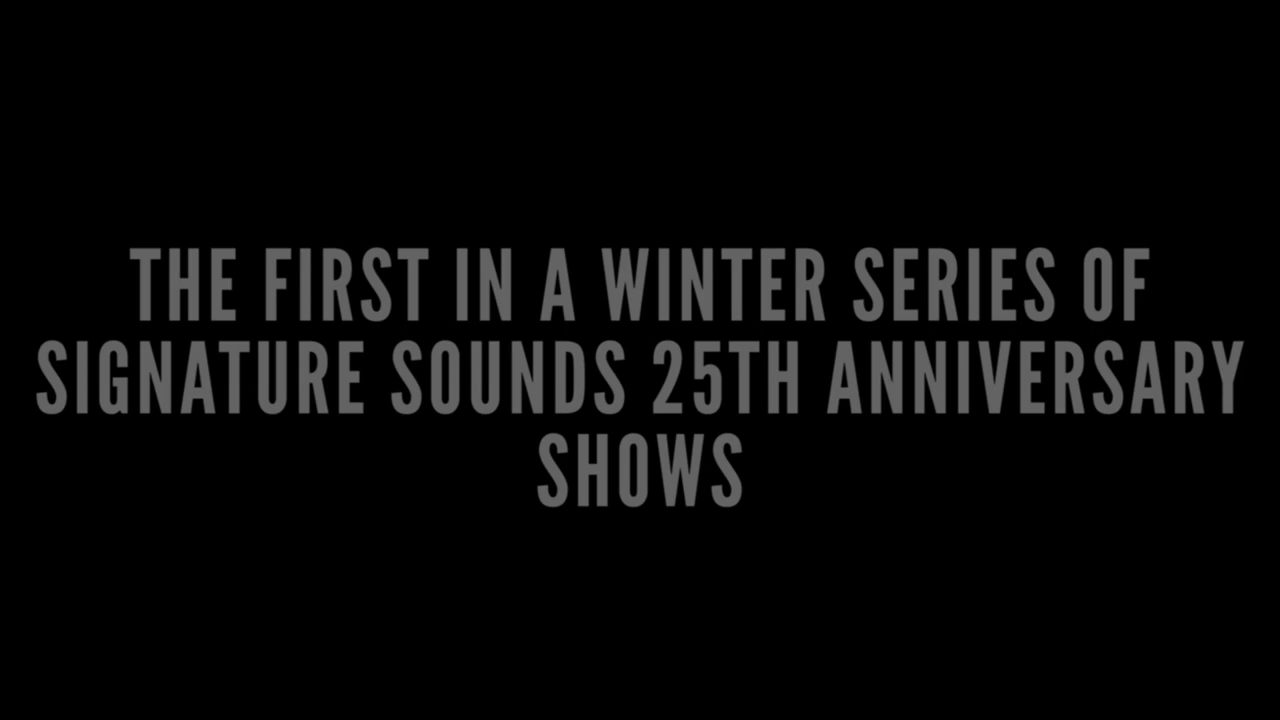 THE FIRST IN A WINTER SERIES OF
SIGNATURE SOUNDS 25TH ANNIVERSARY
SHOWS